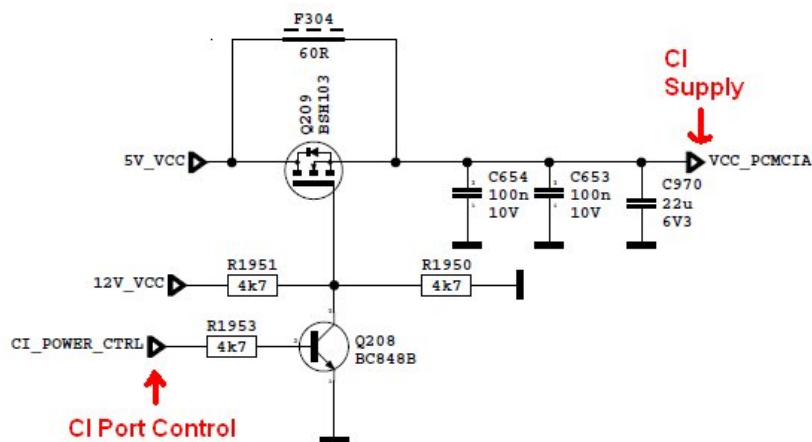 F304
60R
CI
Supply
Q209
BSH103
5V_VCC
VCC_PCMCIA
C654
100n
10V
C653
100n
10V
C970
22u
6V3
R1951
4k7
R1950
4k7
12V_VCC
R1953
4k7
CI_POWER_CTRL
Q208
BC848B
CI Port Control